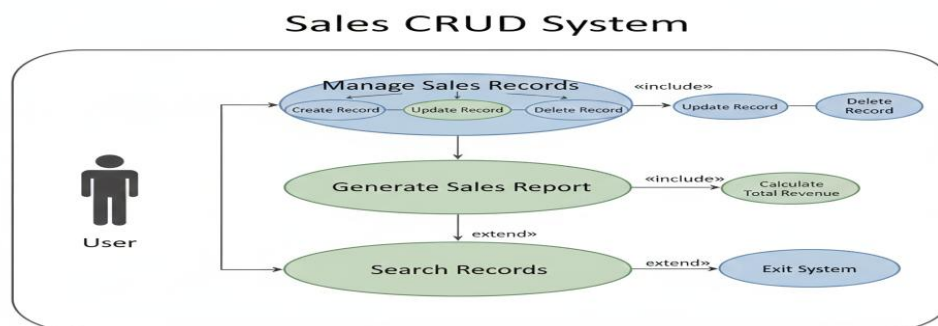 Sales CRUD System
Manage Sales Records
«include»
Create Record
Update Record
Delete Record
Update Record
Delete
Record
Generate Sales Report
«include»
Calculate
Total Revenue
User
extend»
Search Records
extend»
Exit System